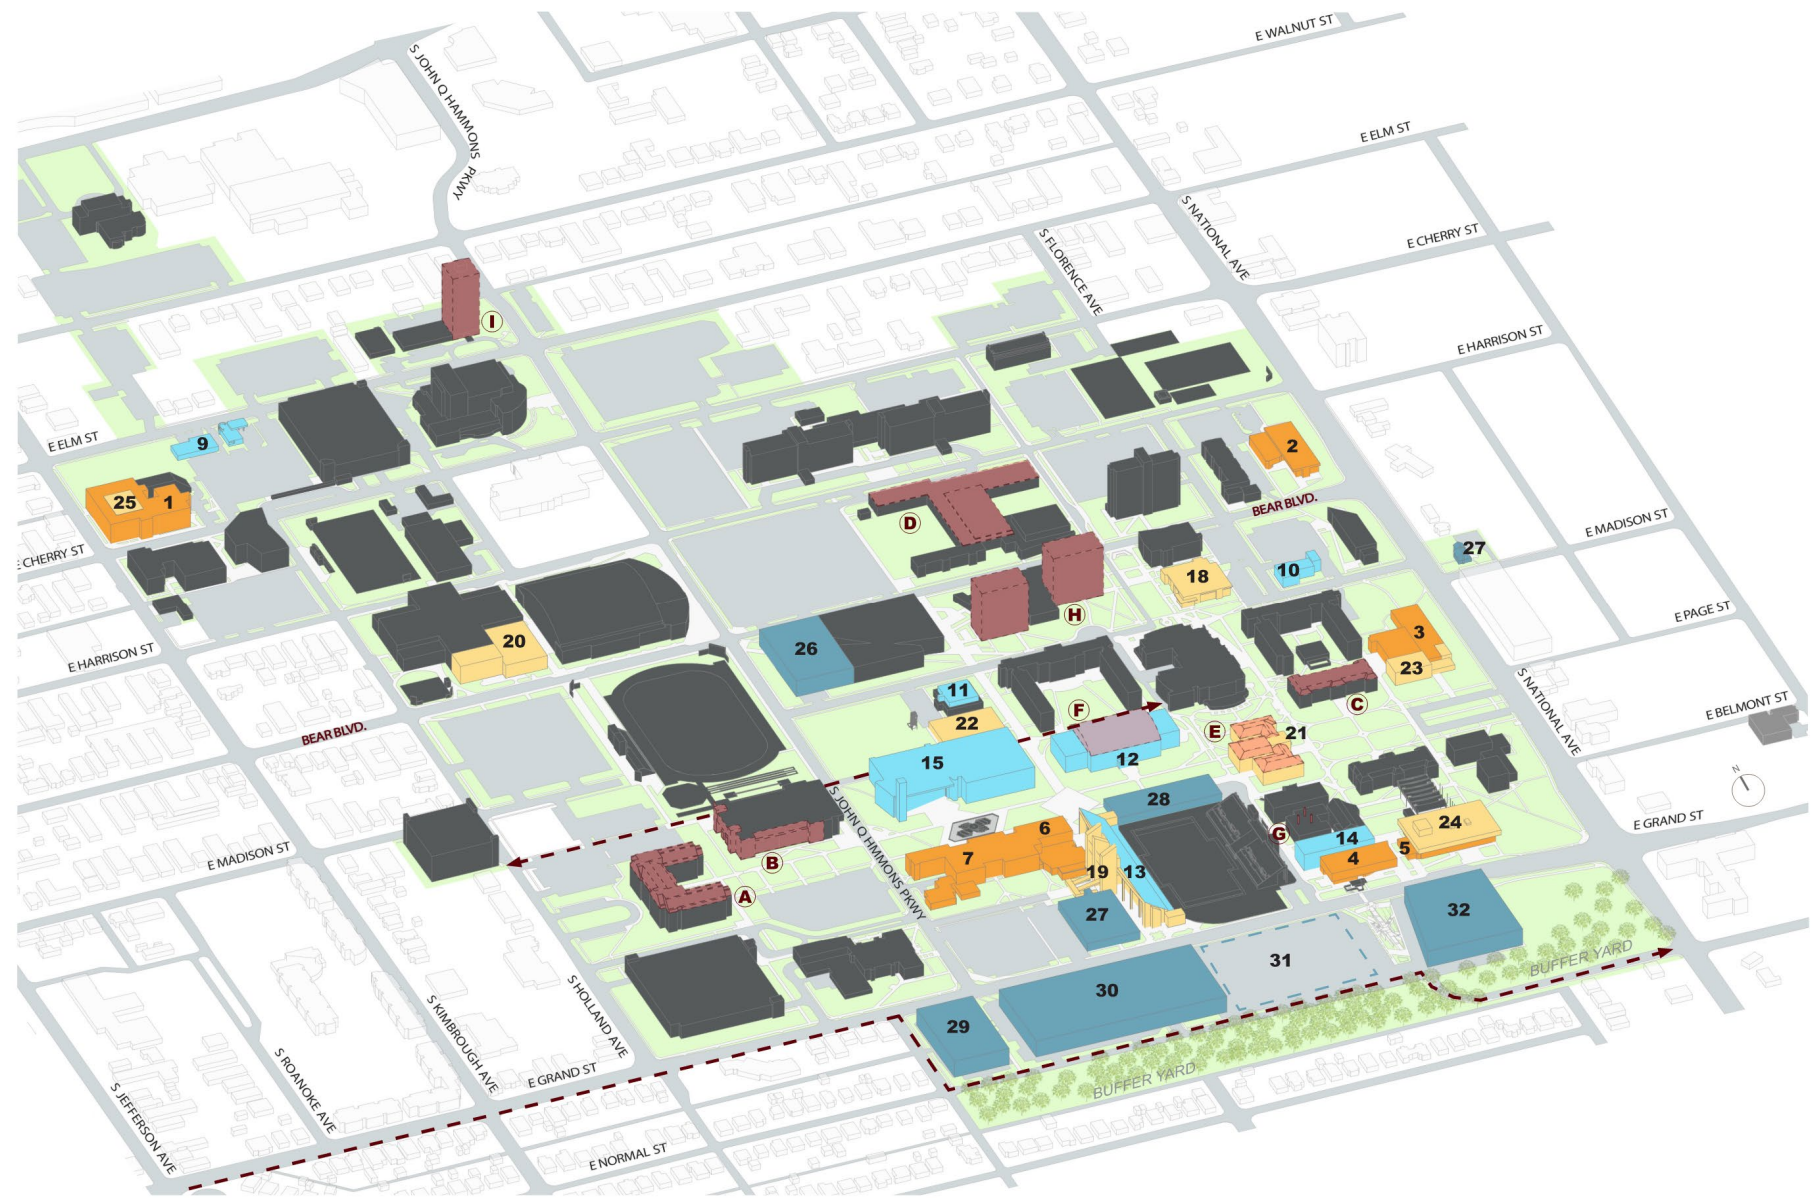 E WALNUT ST
S JOHN Q HAMMONS PKWY
E ELM ST
S NATIONAL AVE
E CHERRY ST
S FLORENCE AVE
I
E HARRISON ST
E ELM ST
9
2
25
1
BEAR BLVD.
D
E MADISON ST
E CHERRY ST
27
18
10
H
E PAGE ST
20
3
E HARRISON ST
26
23
11
C
S NATIONAL AVE
E BELMONT ST
F
22
E
21
BEAR BLVD.
12
15
N
28
S JOHN Q HMMONS PKWY
E GRAND ST
24
6
G
14
E MADISON ST
7
B
5
4
19
13
A
27
32
BUFFER YARD
31
30
S HOLLAND AVE
29
S KIMBROUGH AVE
E GRAND ST
BUFFER YARD
S ROANOKE AVE
S JEFFERSON AVE
E NORMAL ST